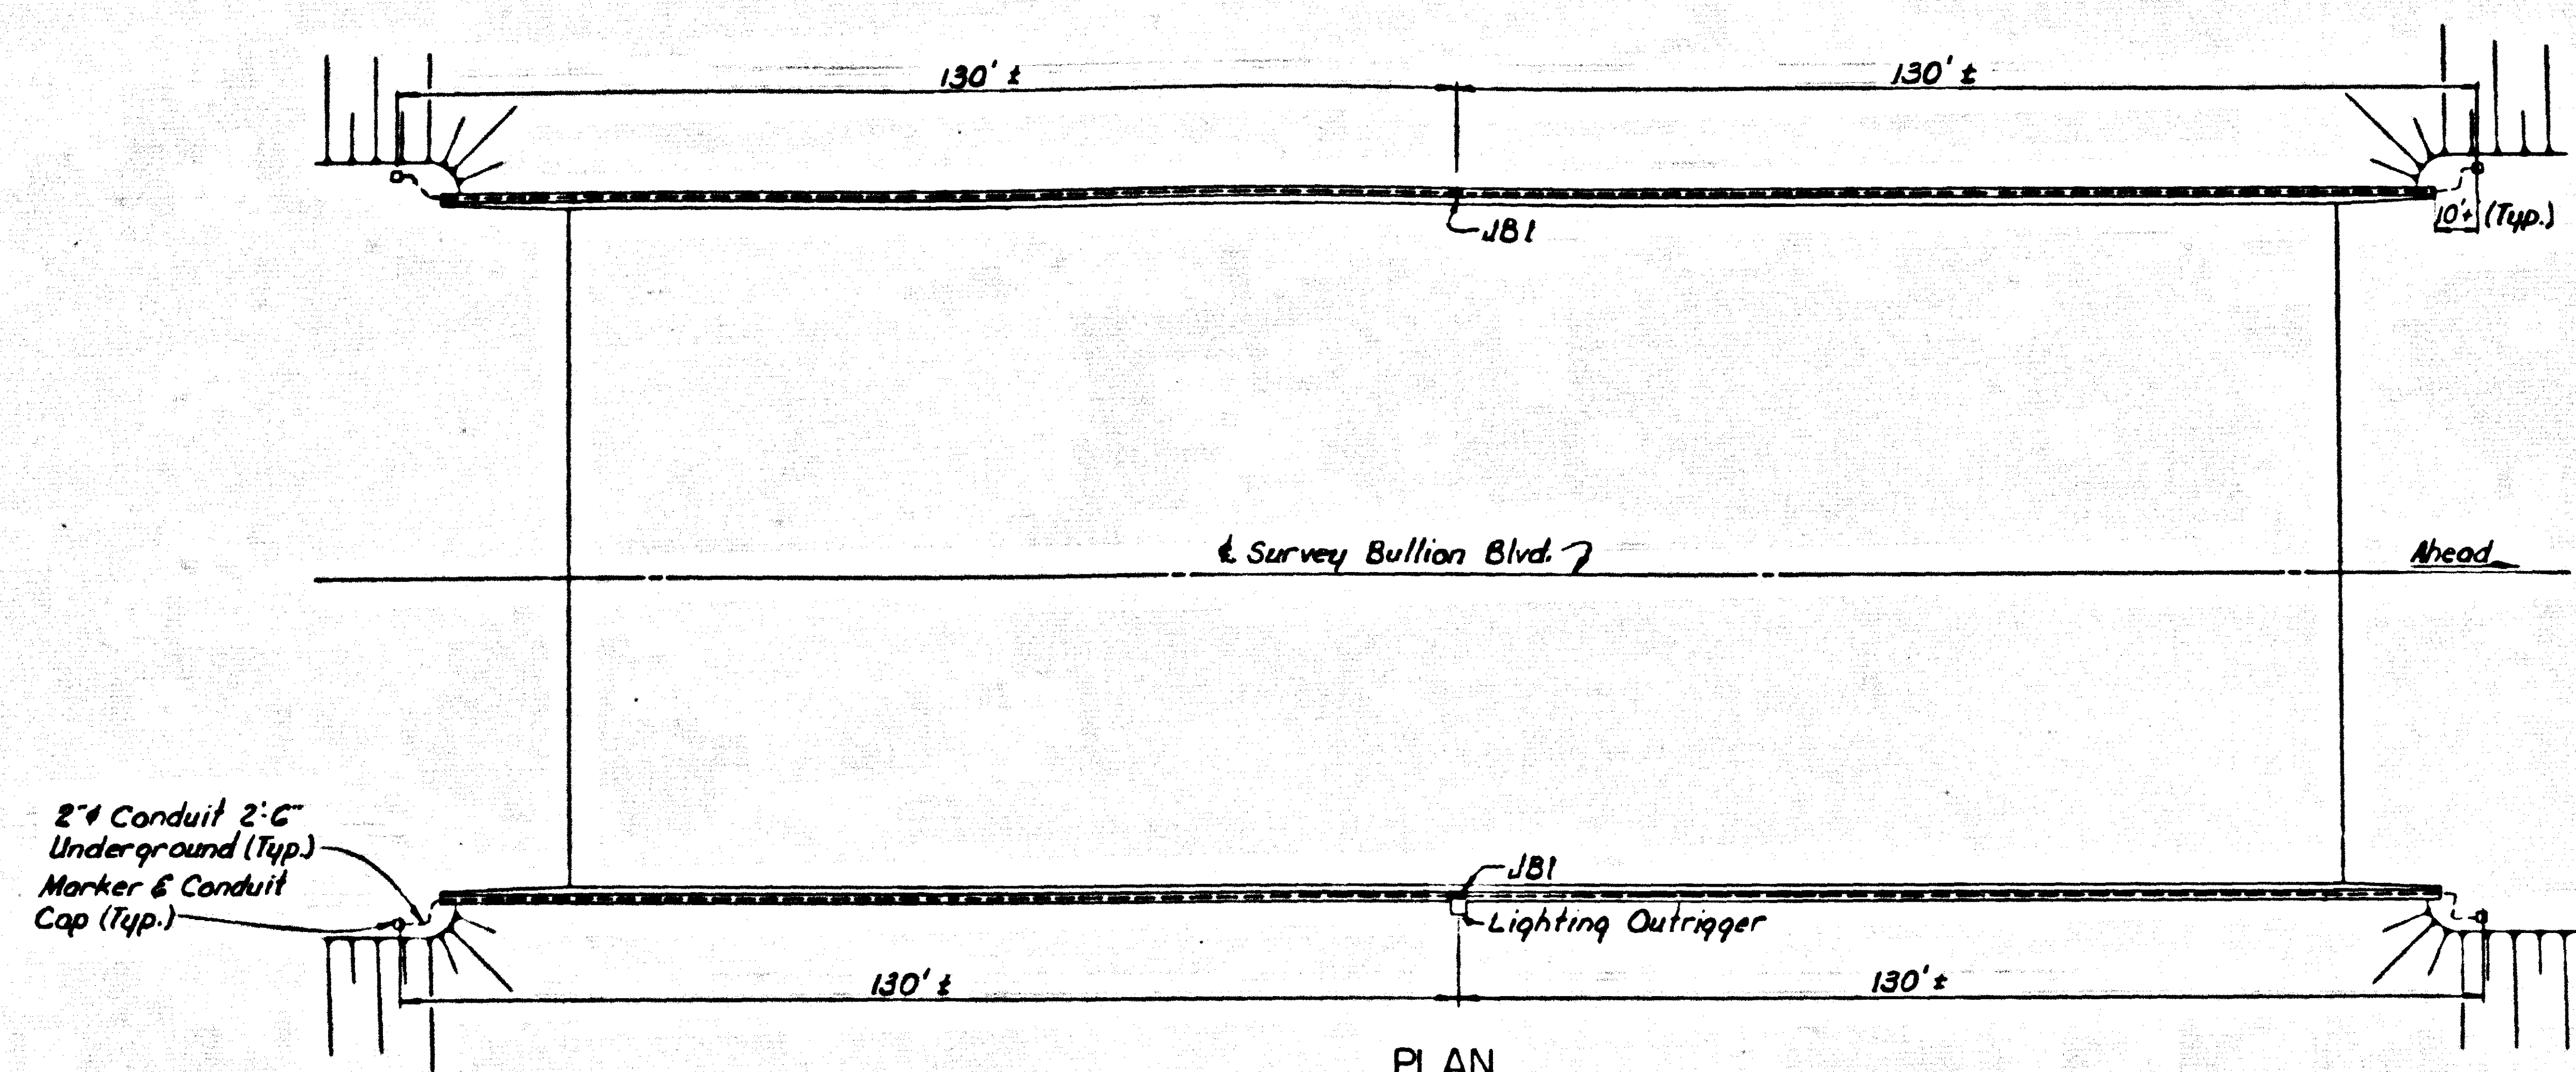 130' ±
130' ±
JB1
10'± (Typ.)
℄ Survey Bullion Blvd.
Ahead
2"ϕ Conduit 2'-6"
Underground (Typ.)
Marker & Conduit
Cap (Typ.)
JB1
Lighting Outrigger
130' ±
130' ±
PLAN